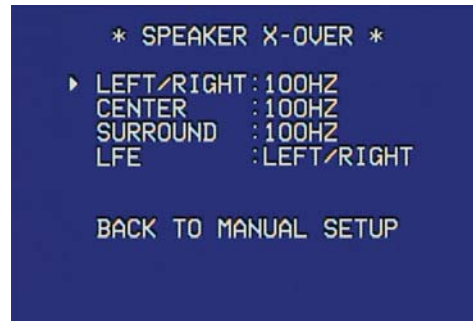 * SPEAKER X-OVER *
LEFT/RIGHT:100HZ
CENTER :100HZ
SURROUND :100HZ
LFE :LEFT/RIGHT
BACK TO MANUAL SETUP